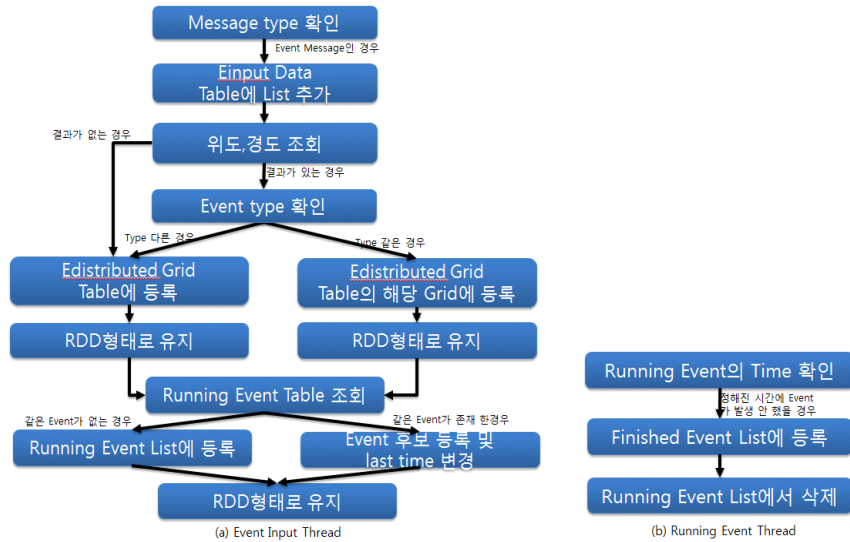 Message type 확인
Event Message인 경우
Einput Data
Table에 List 추가
결과가 없는 경우
위도,경도 조회
결과가 있는 경우
Event type 확인
Type 다른 경우
Type 같은 경우
Edistributed Grid
Table에 등록
Edistributed Grid
Table의 해당 Grid에 등록
RDD형태로 유지
RDD형태로 유지
Running Event Table 조회
같은 Event가 없는 경우
같은 Event가 존재 한경우
Running Event List에 등록
Event 후보 등록 및
last time 변경
RDD형태로 유지
(a) Event Input Thread
Running Event의 Time 확인
정해진 시간에 Event
가 발생 안 했을 경우
Finished Event List에 등록
Running Event List에서 삭제
(b) Running Event Thread